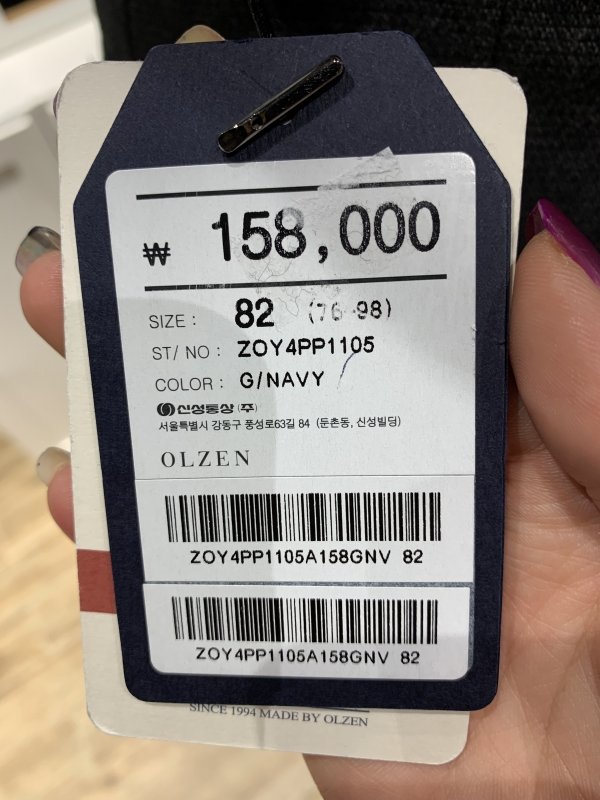 ₩ 158,000
SIZE : 82 (76-98)
ST/ NO : ZOY4PP1105
COLOR : G/NAVY
신성통상 (주)
서울특별시 강동구 풍성로63길 84 (둔촌동, 신성빌딩)
OLZEN
ZOY4PP1105A158GNV 82
ZOY4PP1105A158GNV 82
SINCE 1994 MADE BY OLZEN